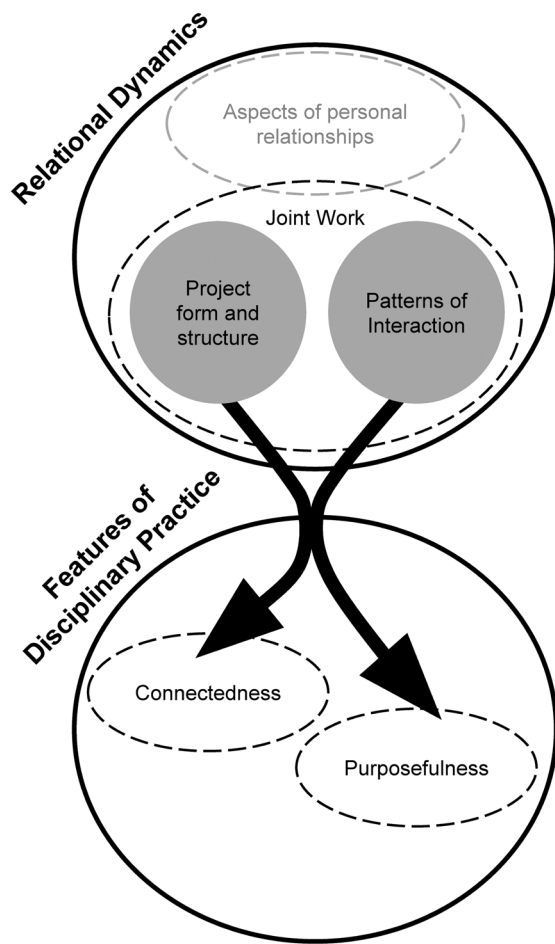 Relational Dynamics
Aspects of personal
relationships
Joint Work
Project
form and
structure
Patterns of
Interaction
Features of
Disciplinary Practice
Connectedness
Purposefulness